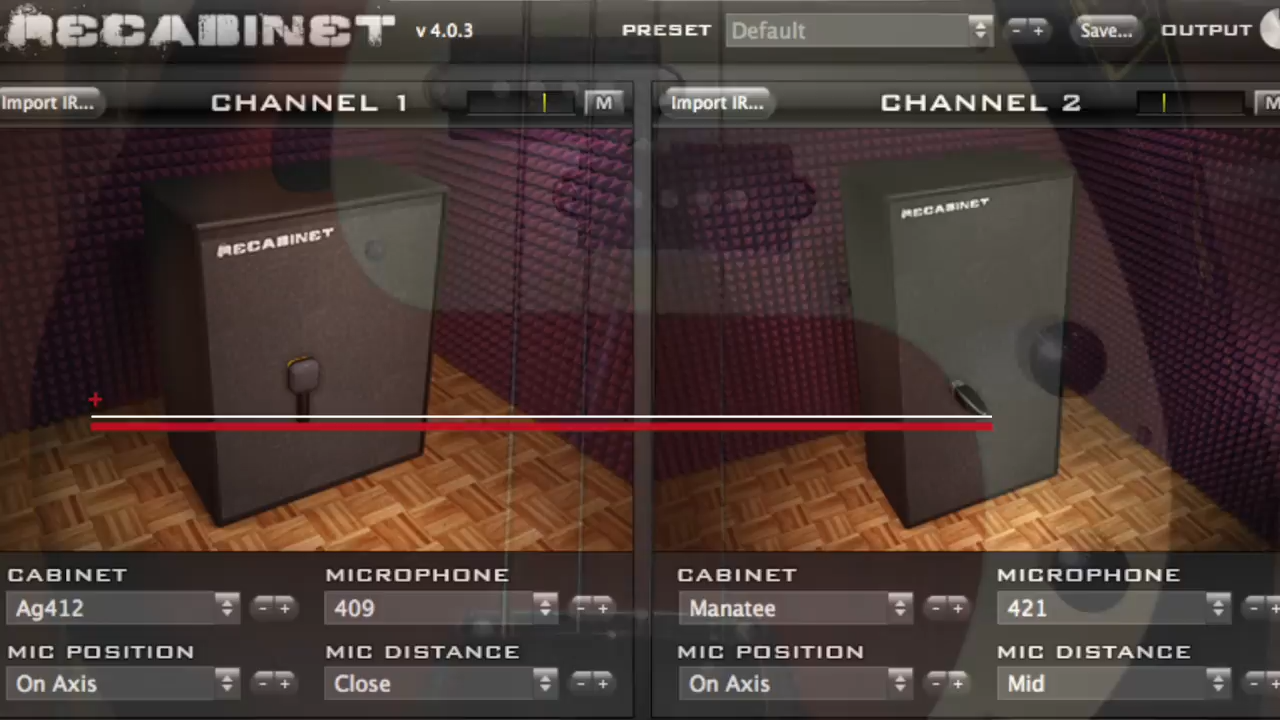 RECABINET v 4.0.3 PRESET Default - + Save... OUTPUT
Import IR... CHANNEL 1 M Import IR... CHANNEL 2 M
RECABINET RECABINET
CABINET MICROPHONE CABINET MICROPHONE
Ag412 - + 409 - + Manatee - + 421 - +
MIC POSITION MIC DISTANCE MIC POSITION MIC DISTANCE
On Axis - + Close - + On Axis - + Mid - +